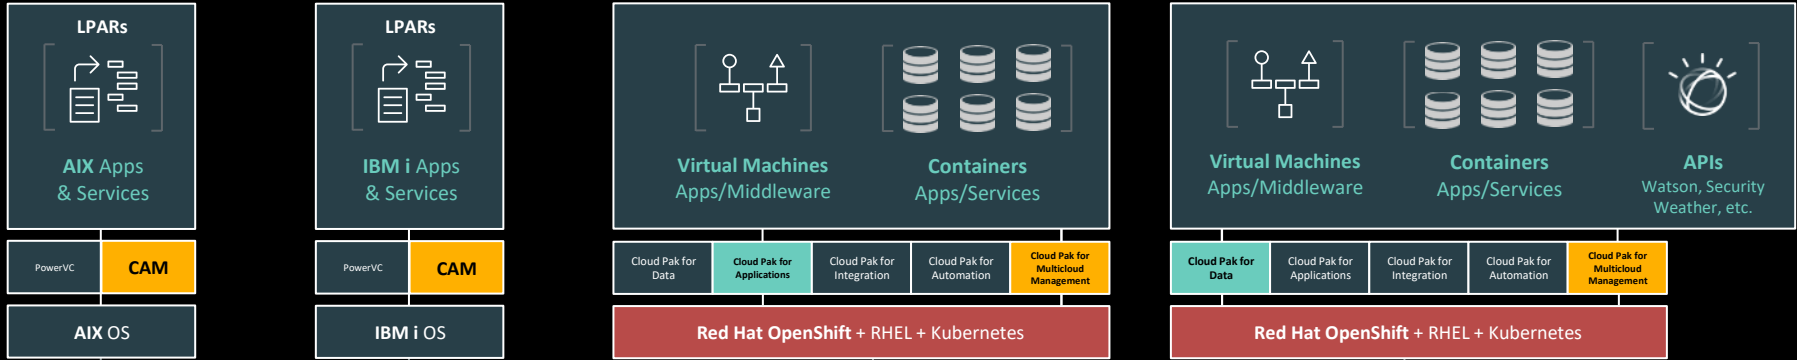 LPARs
AIX Apps
& Services
PowerVC
CAM
AIX OS
LPARs
IBM i Apps
& Services
PowerVC
CAM
IBM i OS
Virtual Machines
Apps/Middleware
Containers
Apps/Services
Cloud Pak for
Data
Cloud Pak for
Applications
Cloud Pak for
Integration
Cloud Pak for
Automation
Cloud Pak for
Multicloud
Management
Red Hat OpenShift + RHEL + Kubernetes
Virtual Machines
Apps/Middleware
Containers
Apps/Services
APIs
Watson, Security
Weather, etc.
Cloud Pak for
Data
Cloud Pak for
Applications
Cloud Pak for
Integration
Cloud Pak for
Automation
Cloud Pak for
Multicloud
Management
Red Hat OpenShift + RHEL + Kubernetes